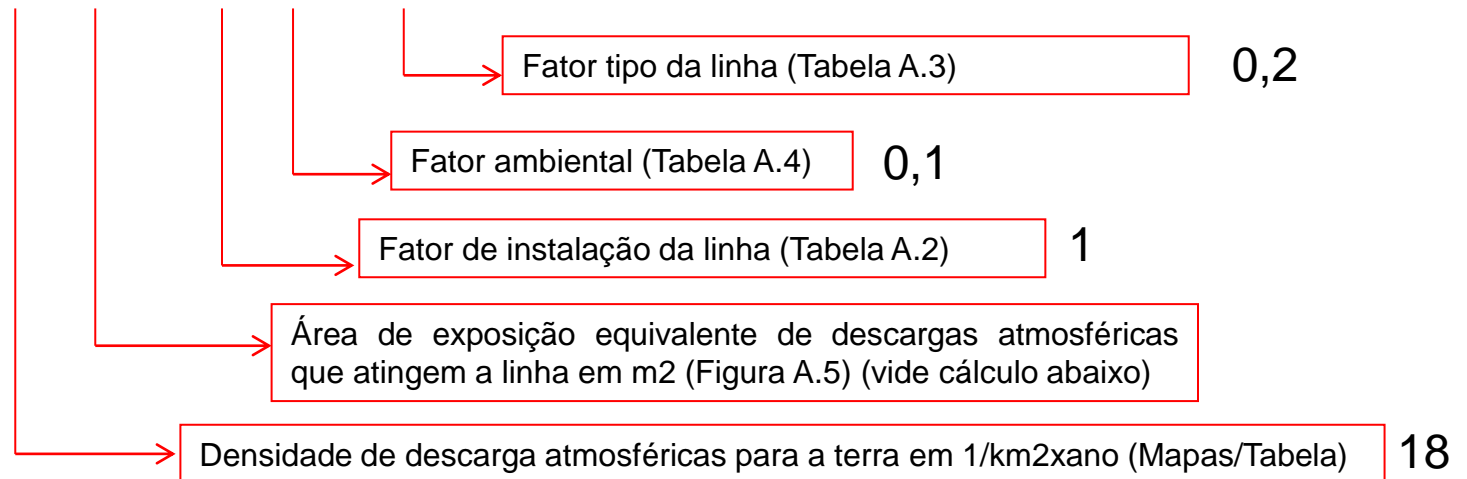 Fator tipo da linha (Tabela A.3) 0,2
Fator ambiental (Tabela A.4) 0,1
Fator de instalação da linha (Tabela A.2) 1
Área de exposição equivalente de descargas atmosféricas
que atingem a linha em m2 (Figura A.5) (vide cálculo abaixo)
Densidade de descarga atmosféricas para a terra em 1/km2xano (Mapas/Tabela) 18